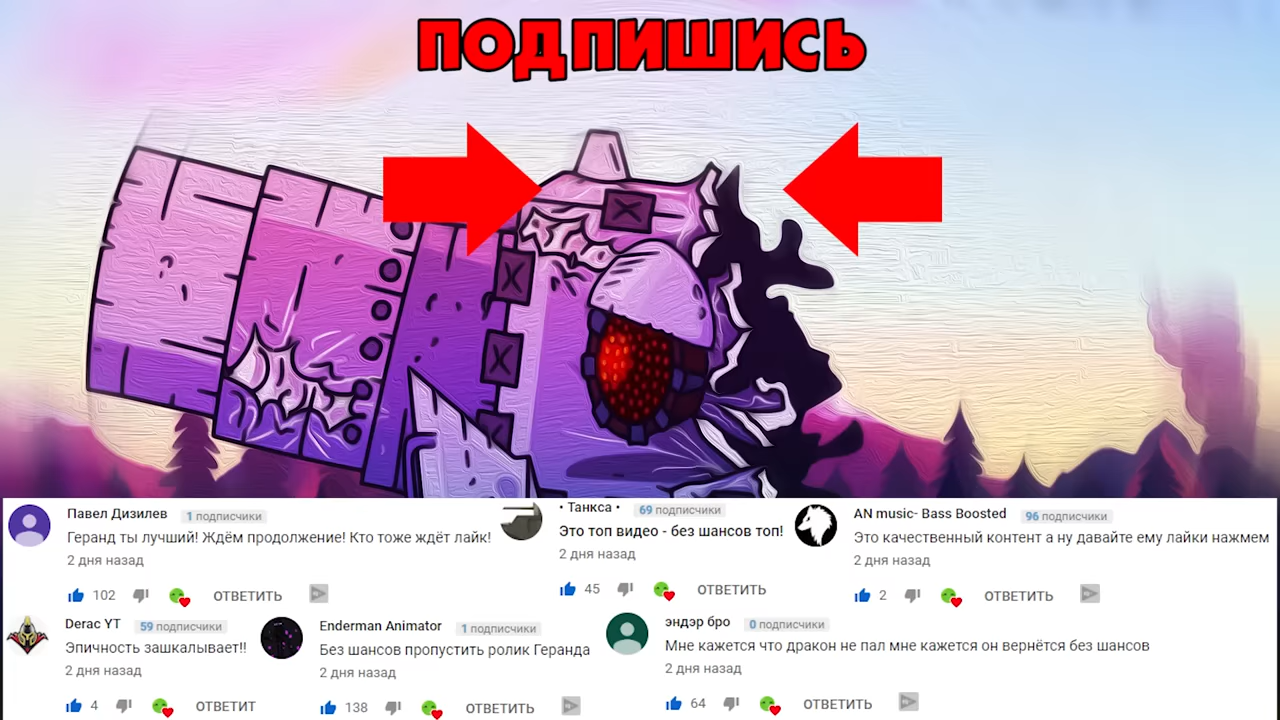 ПОДПИШИСЬ
Павел Дизилев 1 подписчики
Геранд ты лучший! Ждём продолжение! Кто тоже ждёт лайк!
2 дня назад
102 ОТВЕТИТЬ
• Танкса • 69 подписчики
Это топ видео - без шансов топ!
2 дня назад
45 ОТВЕТИТЬ
AN music- Bass Boosted 96 подписчики
Это качественный контент а ну давайте ему лайки нажмем
2 дня назад
2 ОТВЕТИТЬ
Derac YT 59 подписчики
Эпичность зашкалывает!!
2 дня назад
4 ОТВЕТИТ
Enderman Animator 1 подписчики
Без шансов пропустить ролик Геранда
2 дня назад
138 ОТВЕТИТЬ
эндэр бро 0 подписчики
Мне кажется что дракон не пал мне кажется он вернётся без шансов
2 дня назад
64 ОТВЕТИТЬ